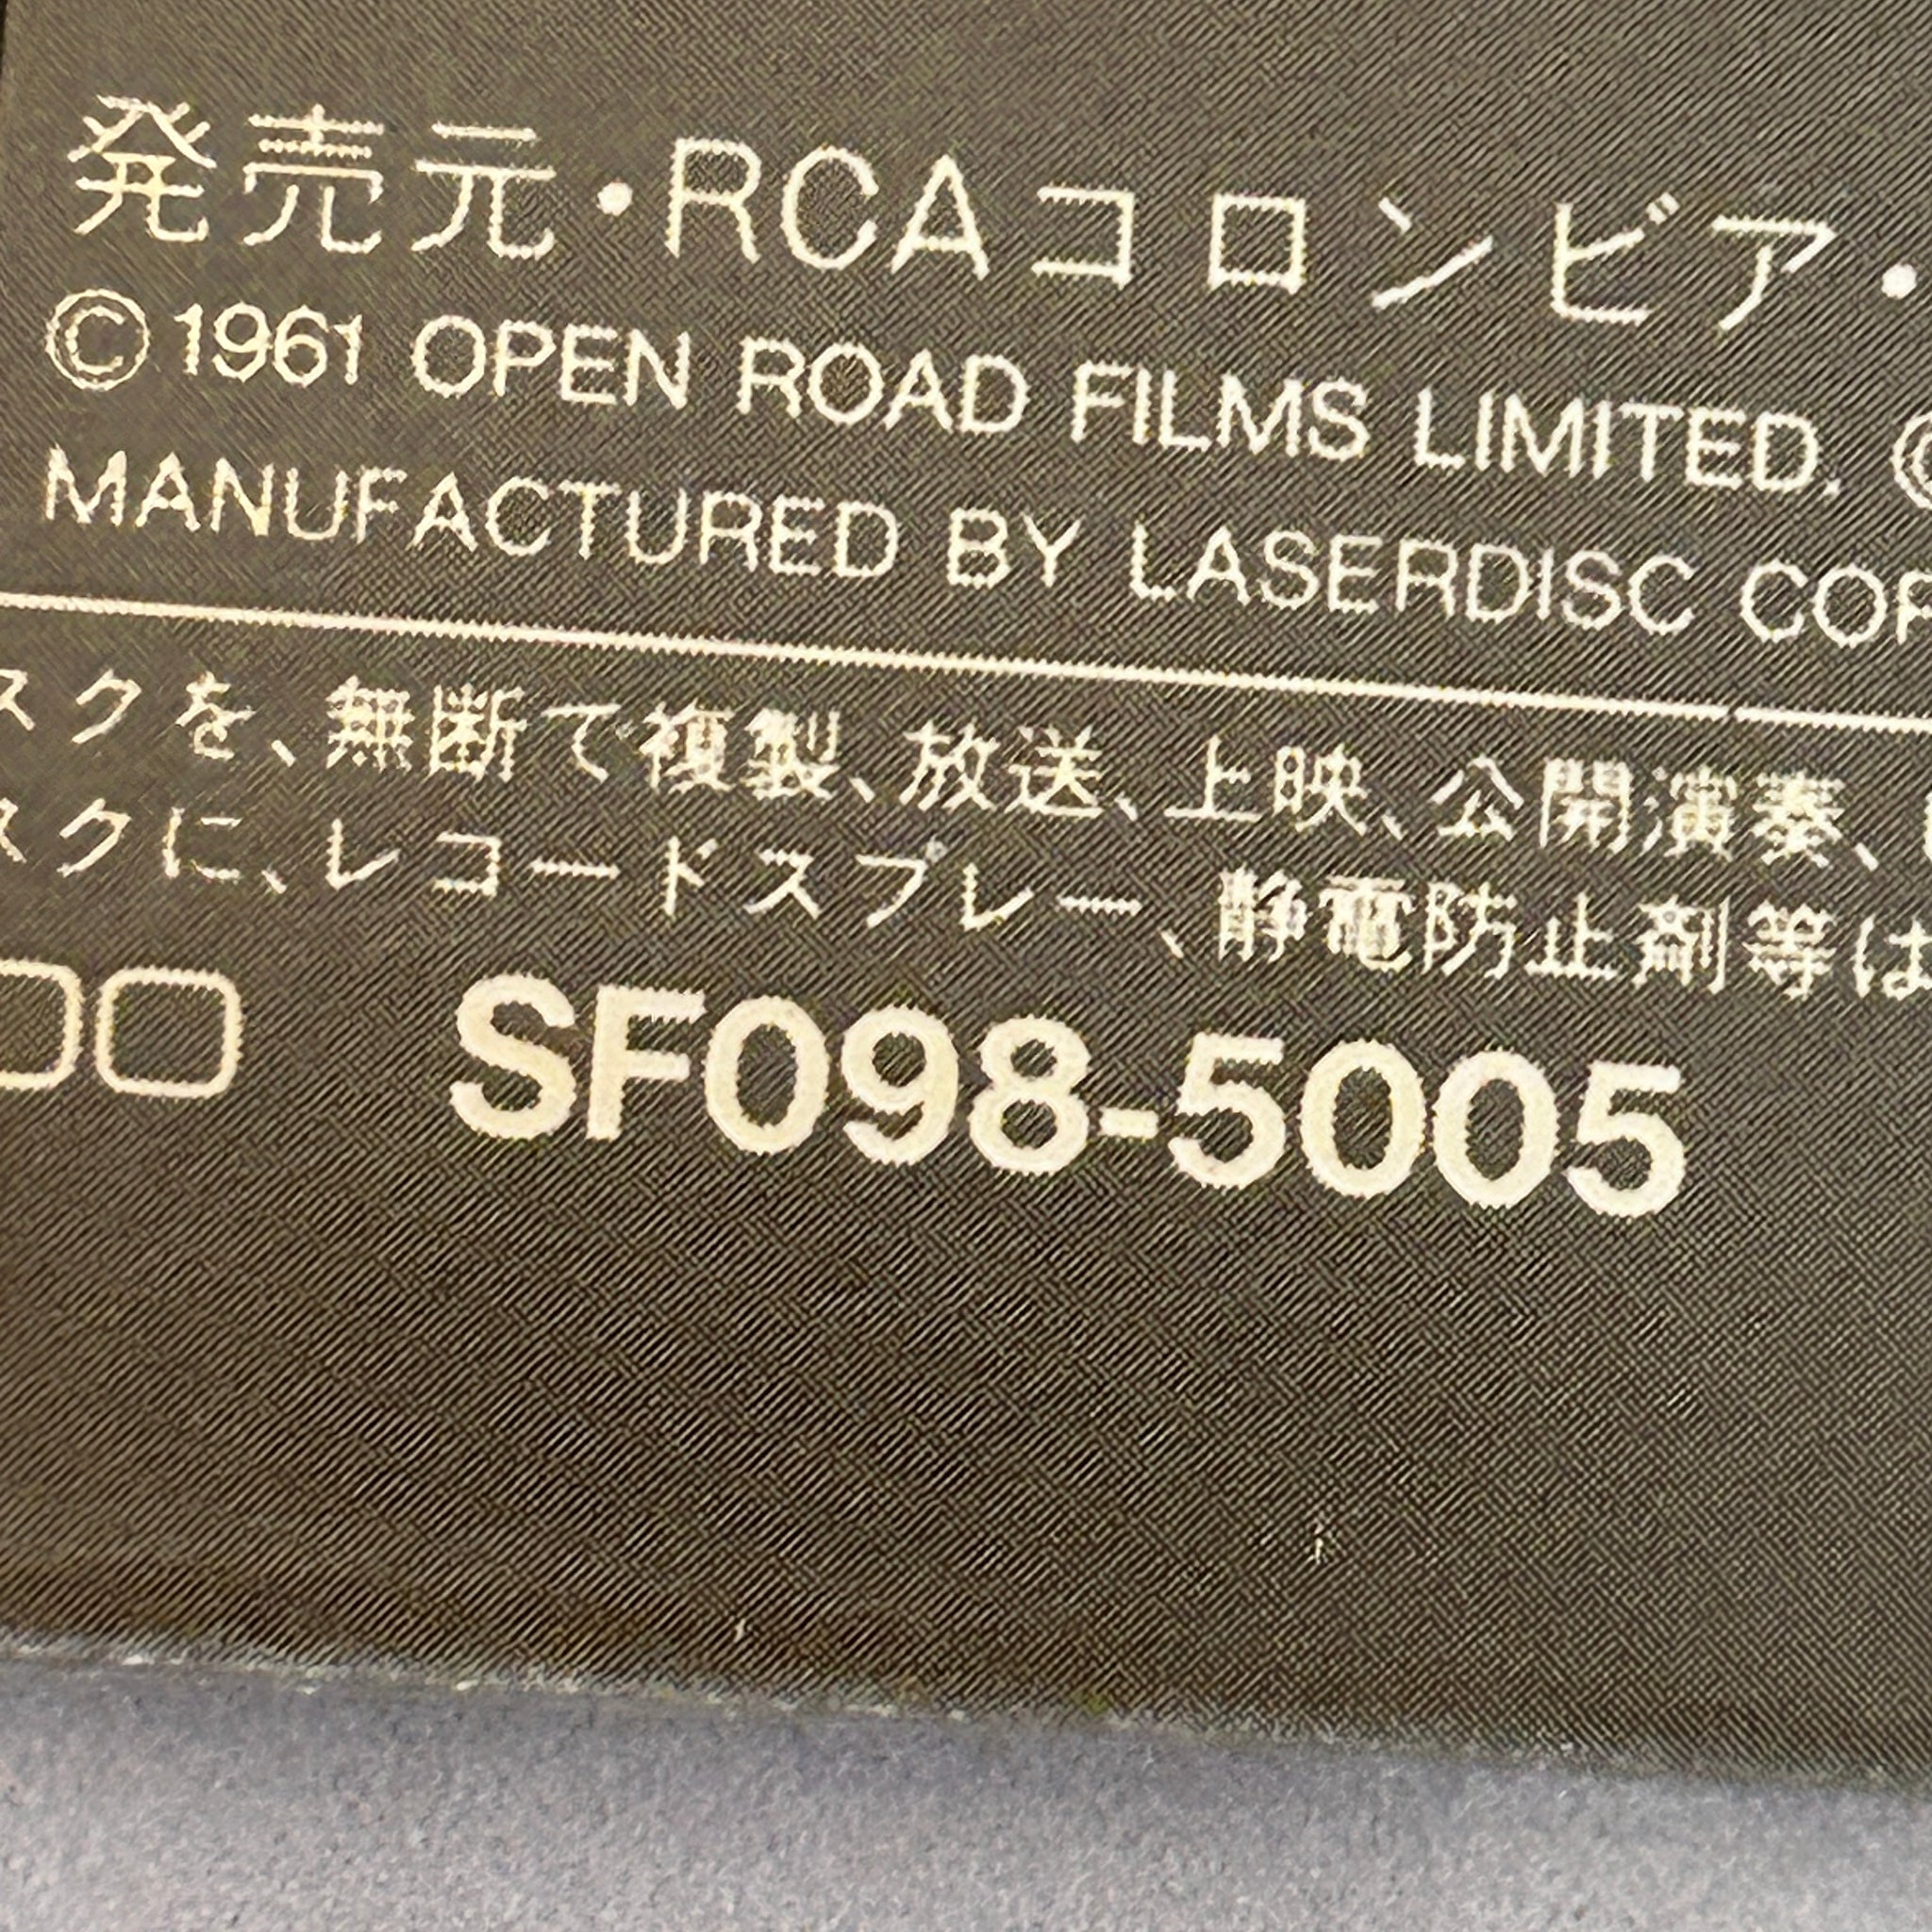 発売元・RCAコロンビア・
©1961 OPEN ROAD FILMS LIMITED. ©
MANUFACTURED BY LASERDISC COR
スクを、無断で複製、放送、上映、公開演奏、
スクに、レコードスプレー、静電防止剤等は
SF098-5005